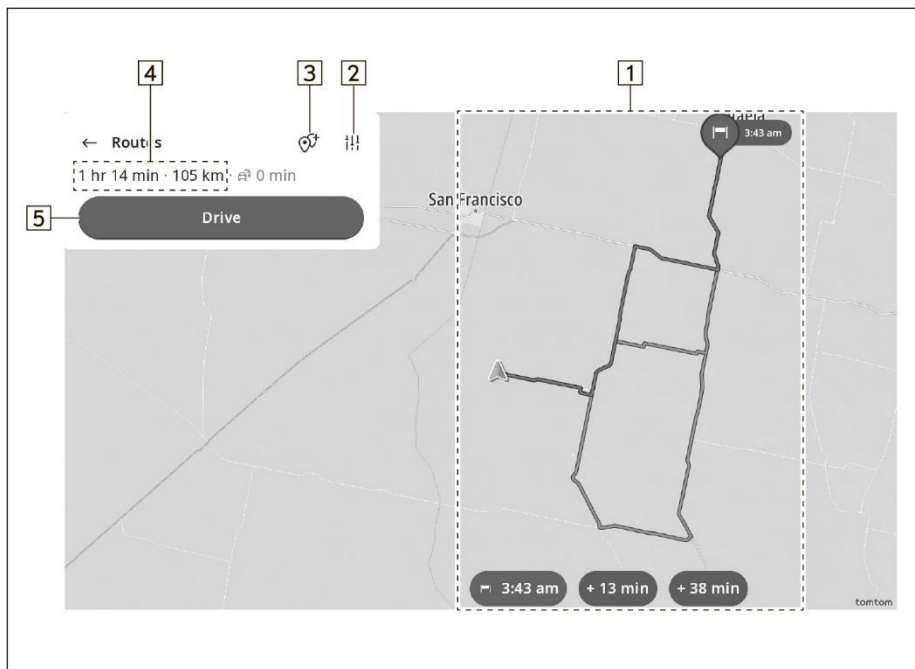 4
3
2
1
← Routes
1 hr 14 min · 105 km · 0 min
5
Drive
San Francisco
3:43 am
3:43 am
+ 13 min
+ 38 min
tomtom